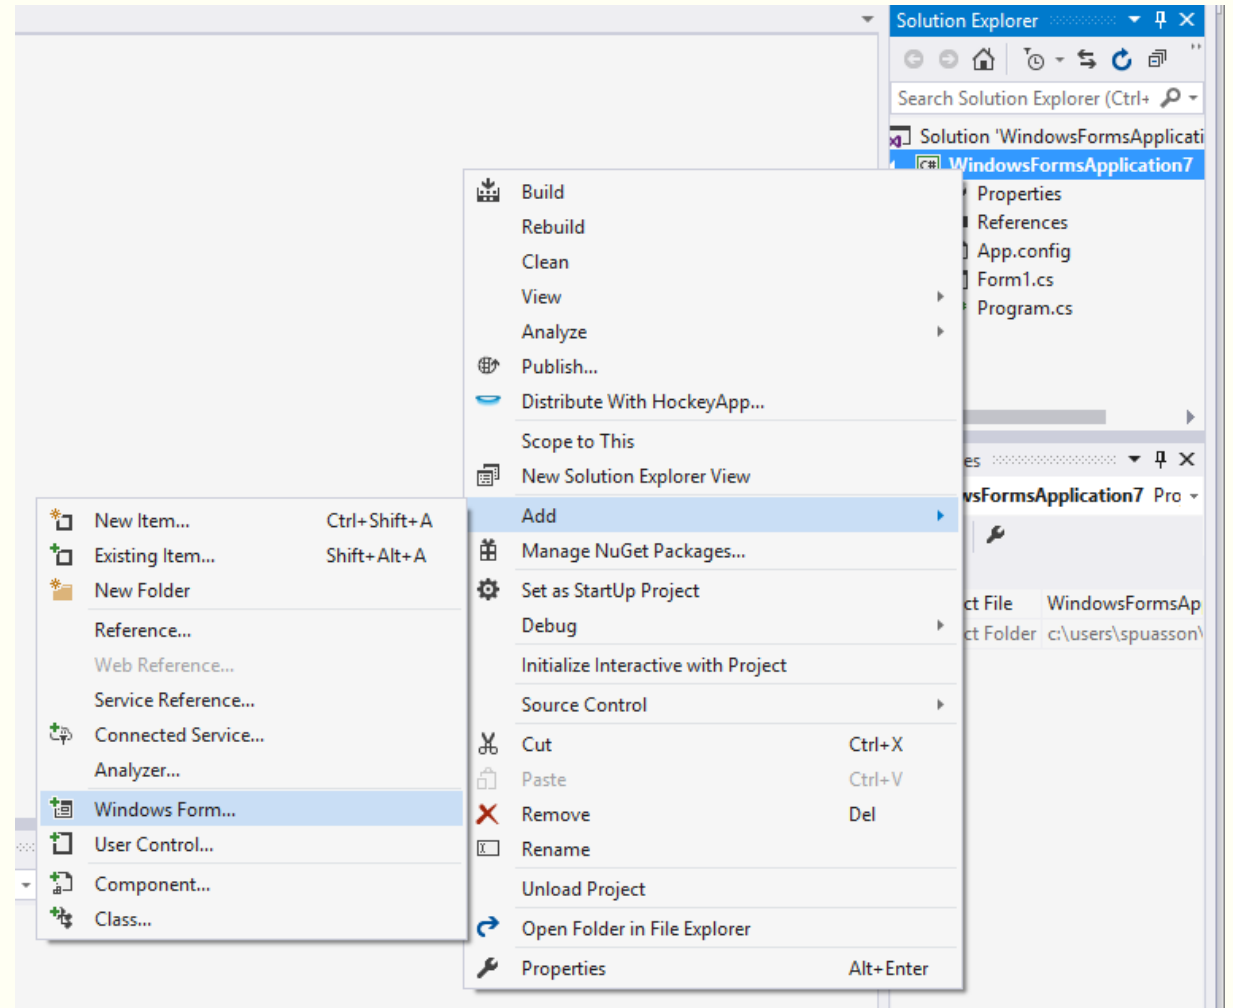 Solution Explorer
Search Solution Explorer (Ctrl+
Solution 'WindowsFormsApplicati
C# WindowsFormsApplication7
Properties
References
App.config
Form1.cs
Program.cs
Build
Rebuild
Clean
View
Analyze
Publish...
Distribute With HockeyApp...
Scope to This
New Solution Explorer View
Add
Manage NuGet Packages...
Set as StartUp Project
Debug
Initialize Interactive with Project
Source Control
Cut Ctrl+X
Paste Ctrl+V
Remove Del
Rename
Unload Project
Open Folder in File Explorer
Properties Alt+Enter
New Item... Ctrl+Shift+A
Existing Item... Shift+Alt+A
New Folder
Reference...
Web Reference...
Service Reference...
Connected Service...
Analyzer...
Windows Form...
User Control...
Component...
Class...
es
wsFormsApplication7 Pro
ct File WindowsFormsAp
ct Folder c:\users\spuasson\